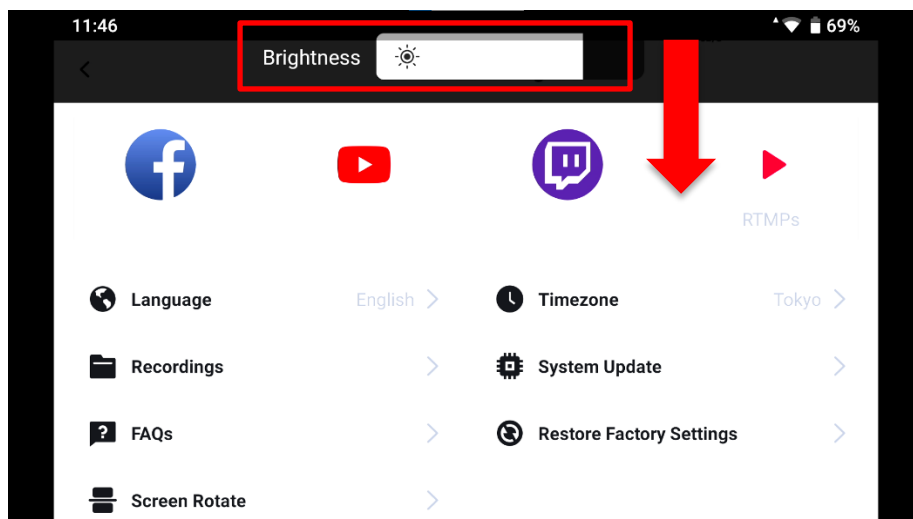 11:46
69%
Brightness
RTMPs
Language English
Timezone Tokyo
Recordings
System Update
FAQs
Restore Factory Settings
Screen Rotate